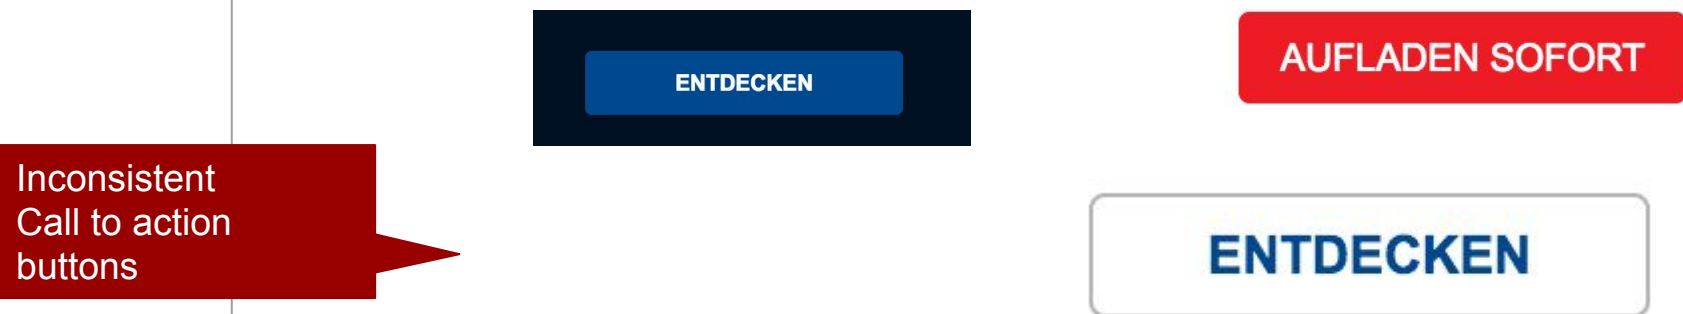 ENTDECKEN
AUFLADEN SOFORT
Inconsistent
Call to action
buttons
ENTDECKEN